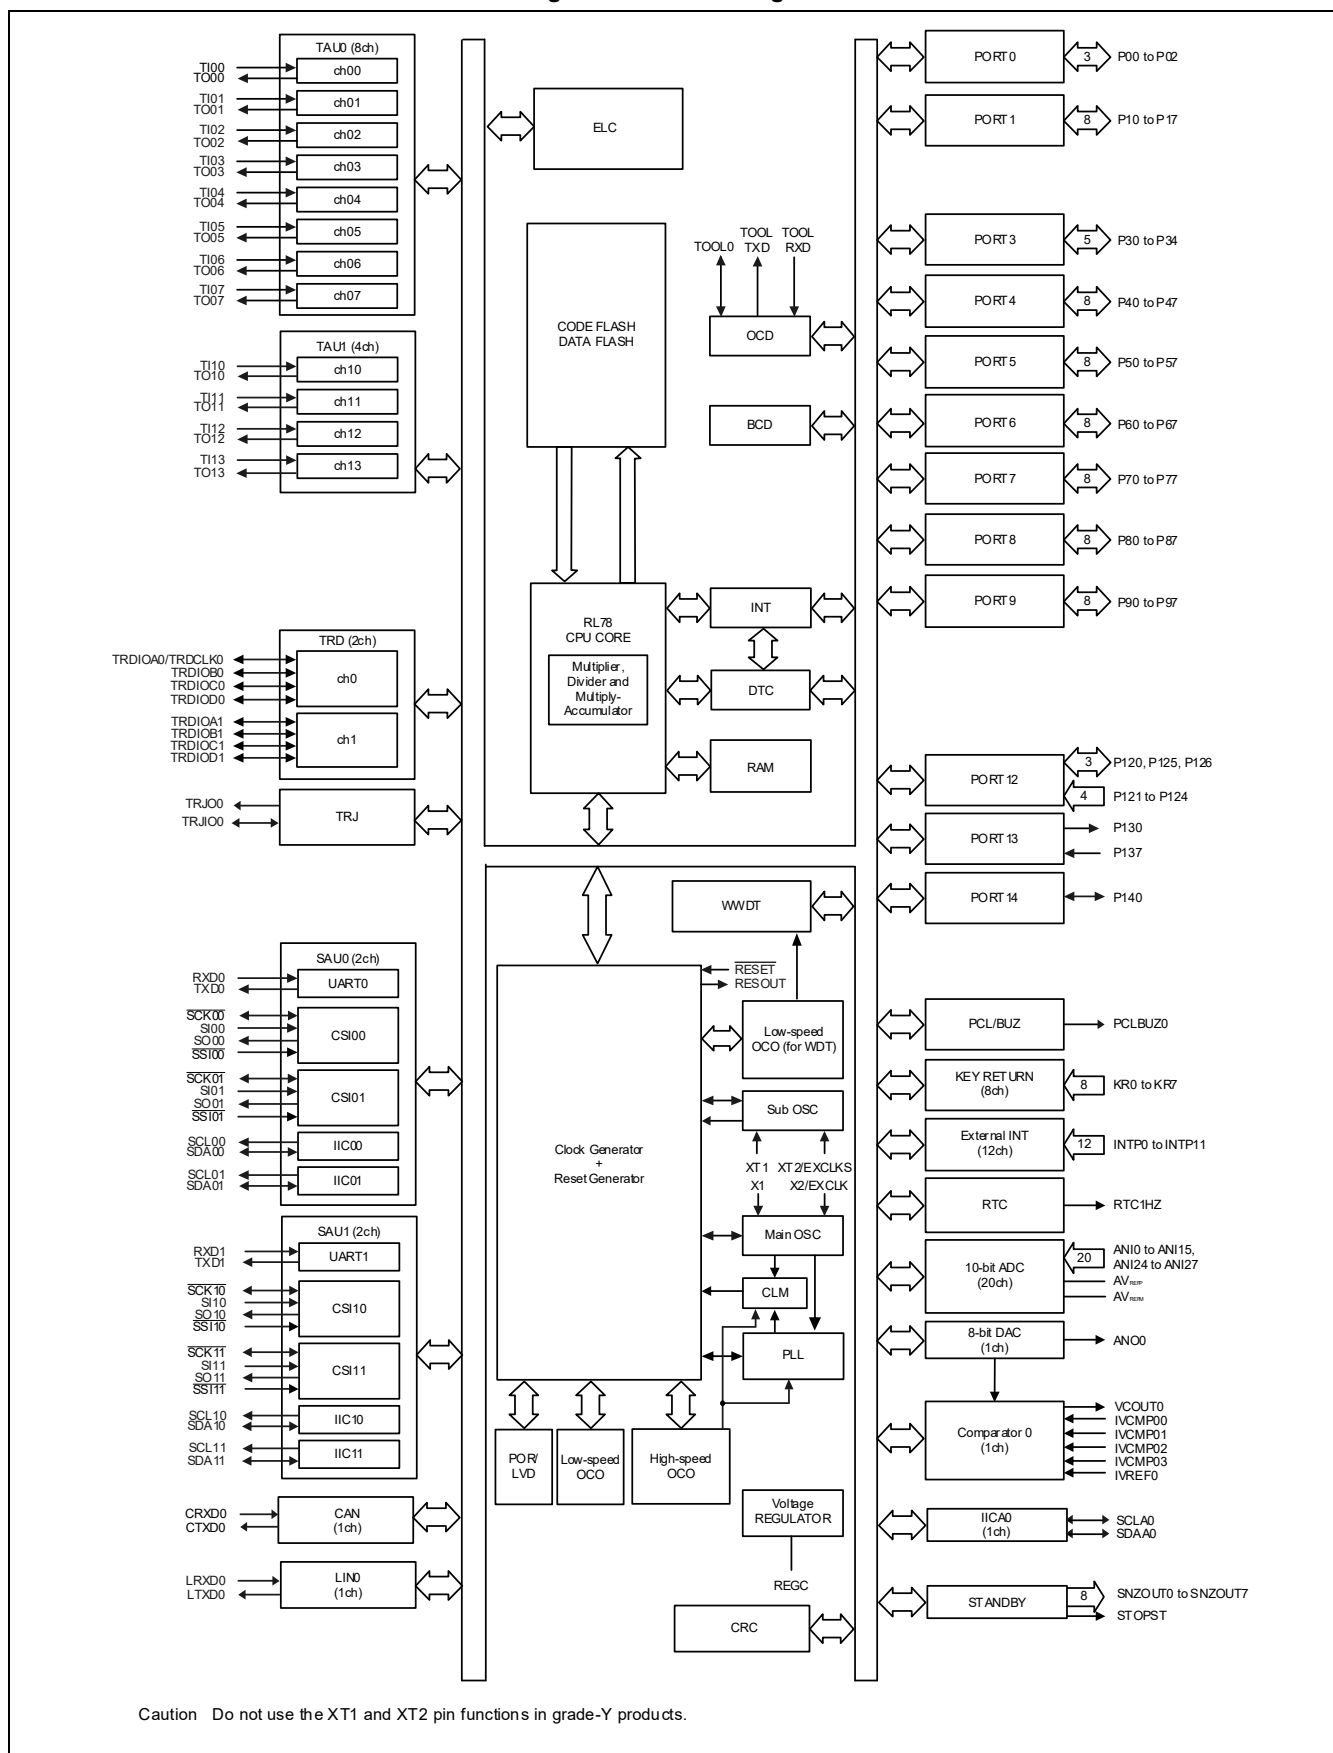 TAU0 (8ch)
TI00
TO00
ch00
TI01
TO01
ch01
TI02
TO02
ch02
TI03
TO03
ch03
TI04
TO04
ch04
TI05
TO05
ch05
TI06
TO06
ch06
TI07
TO07
ch07
TAU1 (4ch)
TI10
TO10
ch10
TI11
TO11
ch11
TI12
TO12
ch12
TI13
TO13
ch13
TRD (2ch)
TRDIOA0/TRDCLK0
TRDIOB0
TRDIOC0
TRDIOD0
ch0
TRDIOA1
TRDIOB1
TRDIOC1
TRDIOD1
ch1
TRJO0
TRJIO0
TRJ
SAU0 (2ch)
RXD0
TXD0
UART0
SCK00
SI00
SO00
SSI00
CSI00
SCK01
SI01
SO01
SSI01
CSI01
SCL00
SDA00
IIC00
SCL01
SDA01
IIC01
SAU1 (2ch)
RXD1
TXD1
UART1
SCK10
SI10
SO10
SSI10
CSI10
SCK11
SI11
SO11
SSI11
CSI11
SCL10
SDA10
IIC10
SCL11
SDA11
IIC11
CRXD0
CTXD0
CAN
(1ch)
LRXD0
LTXD0
LIN0
(1ch)
ELC
CODE FLASH
DATA FLASH
TOOL0
TOOL
TXD
TOOL
RXD
OCD
BCD
RL78
CPU CORE
Multiplier,
Divider and
Multiply-
Accumulator
INT
DTC
RAM
WWDT
RESET
RESOUT
Clock Generator
+
Reset Generator
Low-speed
OCO (for WDT)
Sub OSC
XT1
XT2/EXCLKS
X1
X2/EXCLK
Main OSC
CLM
PLL
POR/
LVD
Low-speed
OCO
High-speed
OCO
Voltage
REGULATOR
REGC
CRC
PORT 0
3
P00 to P02
PORT 1
8
P10 to P17
PORT 3
5
P30 to P34
PORT 4
8
P40 to P47
PORT 5
8
P50 to P57
PORT 6
8
P60 to P67
PORT 7
8
P70 to P77
PORT 8
8
P80 to P87
PORT 9
8
P90 to P97
PORT 12
3
P120, P125, P126
4
P121 to P124
PORT 13
P130
P137
PORT 14
P140
PCL/BUZ
PCLBUZ0
KEY RETURN
(8ch)
8
KR0 to KR7
External INT
(12ch)
12
INTP0 to INTP11
RTC
RTC1HZ
10-bit ADC
(20ch)
20
ANI0 to ANI15,
ANI24 to ANI27
AVREFP
AVREFM
8-bit DAC
(1ch)
ANO0
Comparator 0
(1ch)
VCOUT0
IVCMP00
IVCMP01
IVCMP02
IVCMP03
IVREF0
IICA0
(1ch)
SCLA0
SDAA0
STANDBY
8
SNZOUT0 to SNZOUT7
STOPST
Caution Do not use the XT1 and XT2 pin functions in grade-Y products.